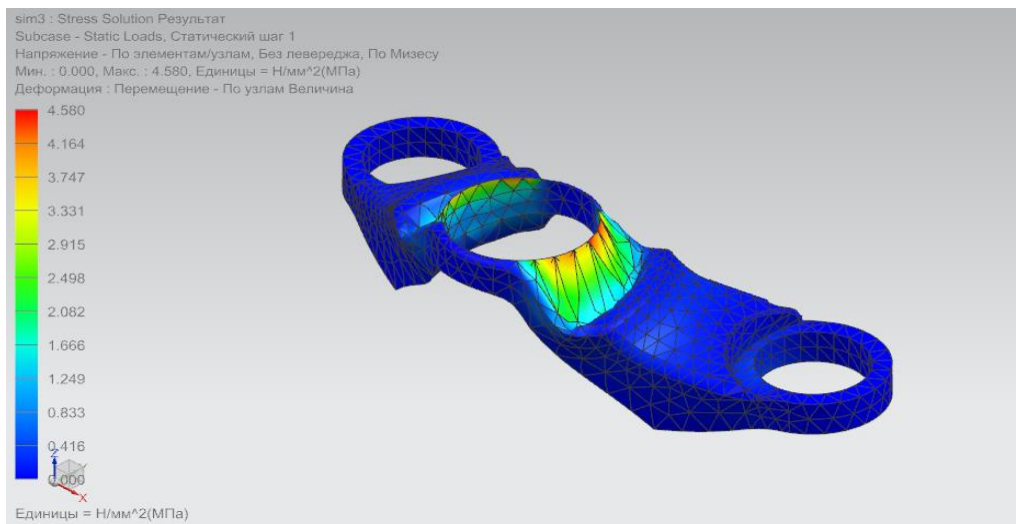 sim3 : Stress Solution Результат
Subcase - Static Loads, Статический шаг 1
Напряжение - По элементам/узлам, Без левереджа, По Мизесу
Мин. : 0.000, Макс. : 4.580, Единицы = Н/мм^2(МПа)
Деформация : Перемещение - По узлам Величина
4.580
4.164
3.747
3.331
2.915
2.498
2.082
1.666
1.249
0.833
0.416
0.000
Z
Y
X
Единицы = Н/мм^2(МПа)